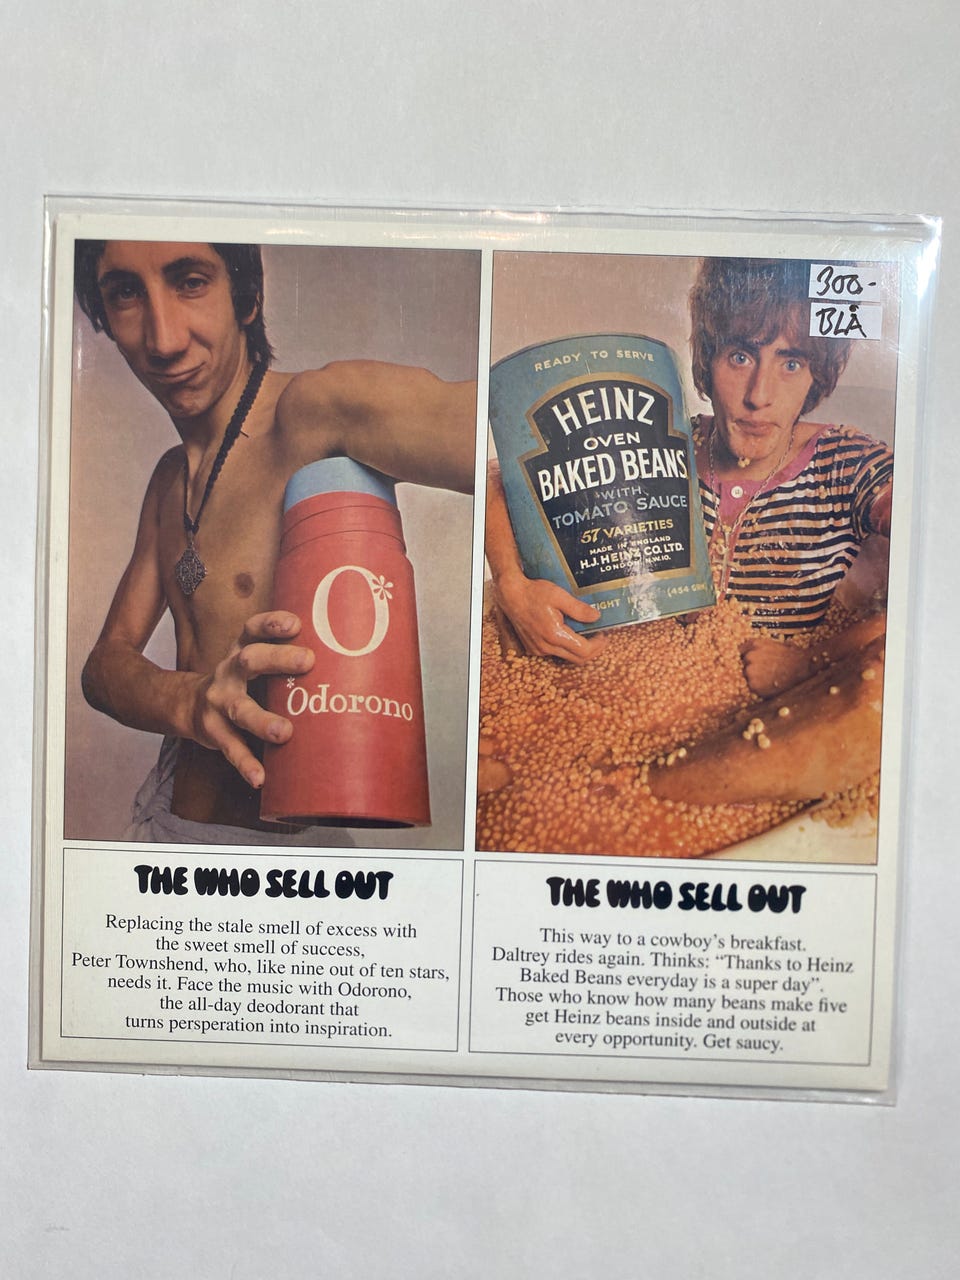 300.-
BLÅ
READY TO SERVE
HEINZ
OVEN
BAKED BEANS
WITH
TOMATO SAUCE
57 VARIETIES
MADE IN ENGLAND
H.J. HEINZ CO. LTD.
LONDON, N.W.10.
(454 GRM)
O*
*Odorono
THE WHO SELL OUT
Replacing the stale smell of excess with
the sweet smell of success,
Peter Townshend, who, like nine out of ten stars,
needs it. Face the music with Odorono,
the all-day deodorant that
turns persperation into inspiration.
THE WHO SELL OUT
This way to a cowboy's breakfast.
Daltrey rides again. Thinks: “Thanks to Heinz
Baked Beans everyday is a super day”.
Those who know how many beans make five
get Heinz beans inside and outside at
every opportunity. Get saucy.